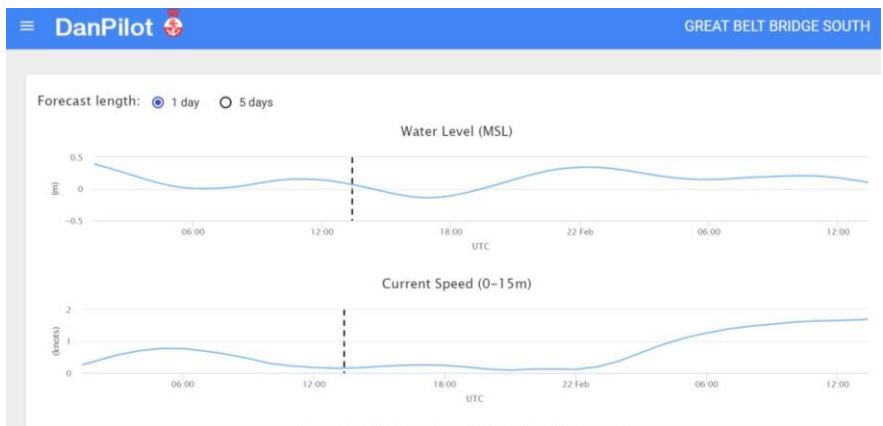 DanPilot
GREAT BELT BRIDGE SOUTH
Forecast length: 1 day 5 days
Water Level (MSL)
0.5
(m)
0
-0.5
06:00 12:00 18:00 22 Feb 06:00 12:00
UTC
Current Speed (0-15m)
2
(knots)
1
0
06:00 12:00 18:00 22 Feb 06:00 12:00
UTC